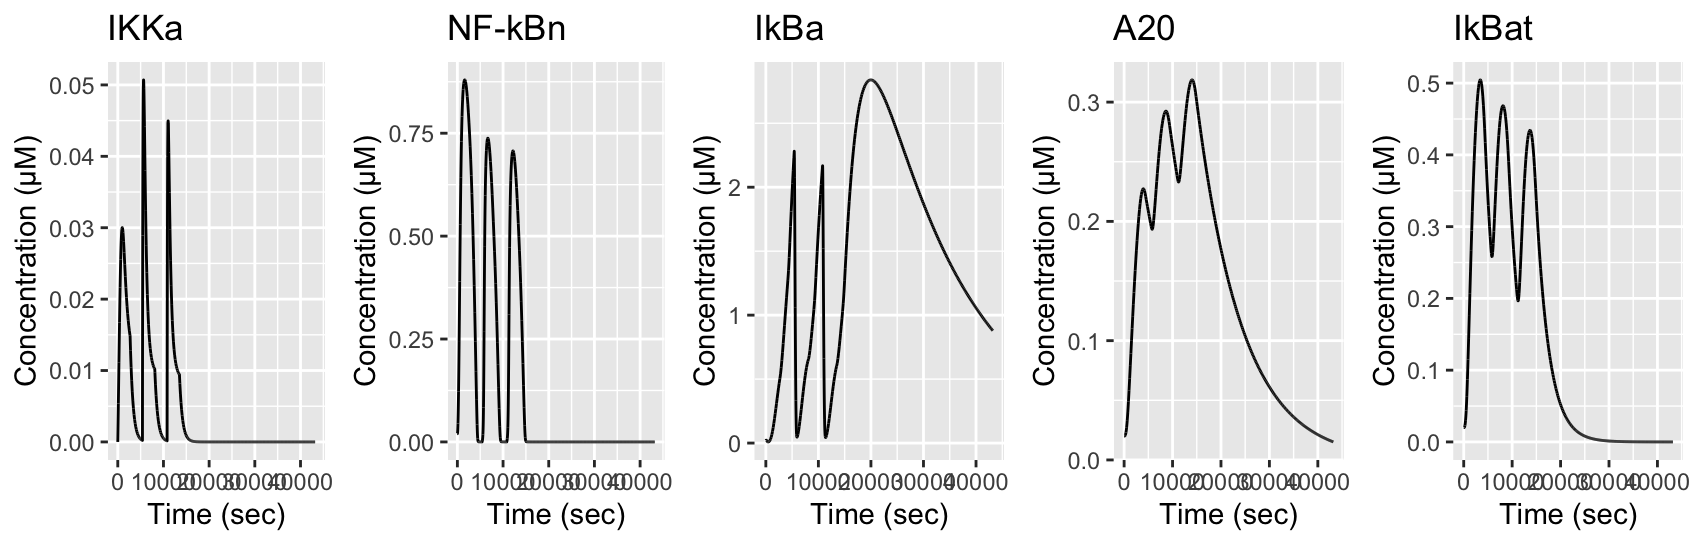 IKKa
NF-kBn
IkBa
A20
IkBat
Concentration (µM)
0.05
0.04
0.03
0.02
0.01
0.00
0 10000 20000 30000 40000
Time (sec)
Concentration (µM)
0.75
0.50
0.25
0.00
0 10000 20000 30000 40000
Time (sec)
Concentration (µM)
2
1
0
0 10000 20000 30000 40000
Time (sec)
Concentration (µM)
0.3
0.2
0.1
0.0
0 10000 20000 30000 40000
Time (sec)
Concentration (µM)
0.5
0.4
0.3
0.2
0.1
0.0
0 10000 20000 30000 40000
Time (sec)